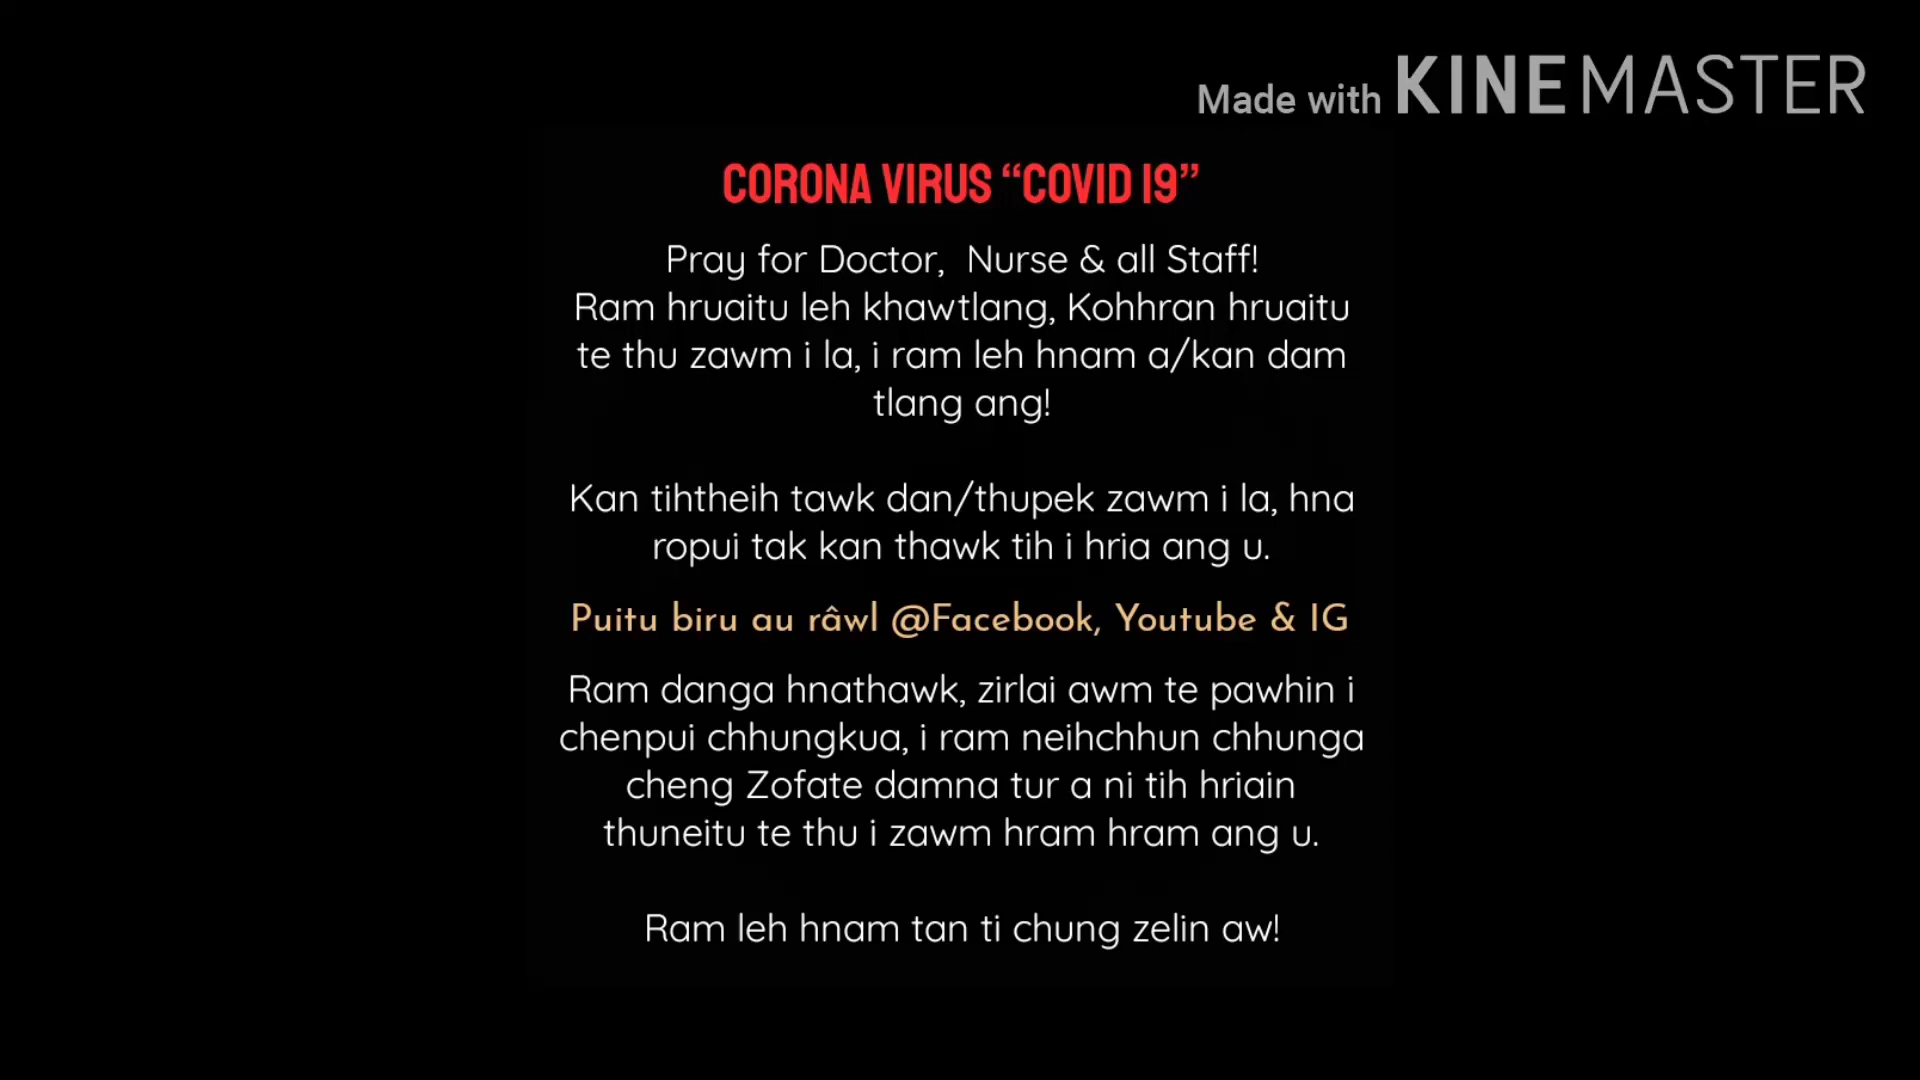 Made with KINEMASTER
CORONA VIRUS “COVID 19”
Pray for Doctor,  Nurse & all Staff!
Ram hruaitu leh khawtlang, Kohhran hruaitu
te thu zawm i la, i ram leh hnam a/kan dam
tlang ang!
Kan tihtheih tawk dan/thupek zawm i la, hna
ropui tak kan thawk tih i hria ang u.
Puitu biru au râwl @Facebook, Youtube & IG
Ram danga hnathawk, zirlai awm te pawhin i
chenpui chhungkua, i ram neihchhun chhunga
cheng Zofate damna tur a ni tih hriain
thuneitu te thu i zawm hram hram ang u.
Ram leh hnam tan ti chung zelin aw!